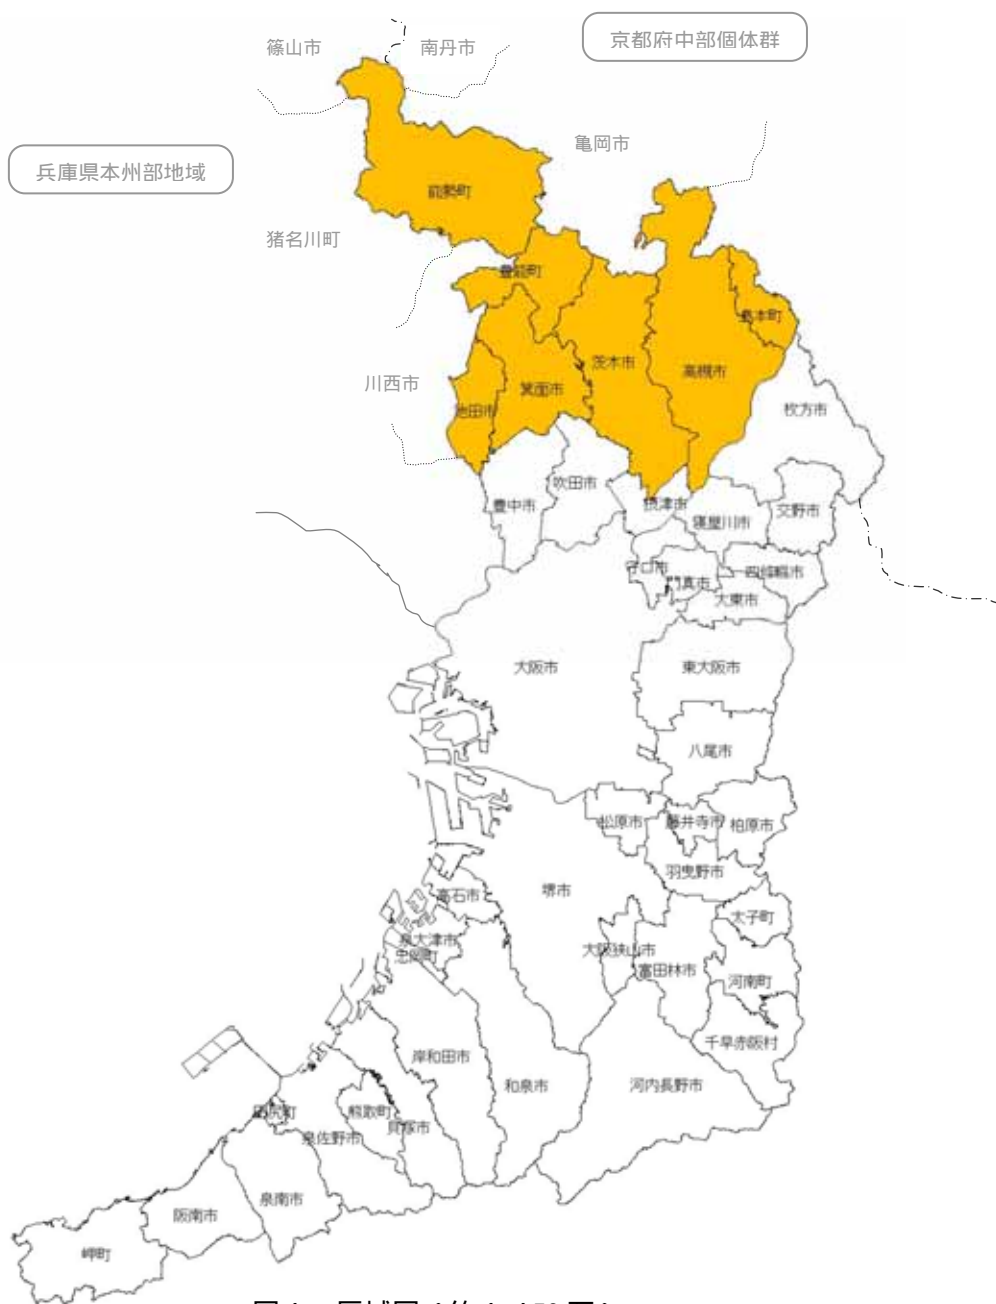 篠山市
南丹市
京都府中部個体群
亀岡市
兵庫県本州部地域
能勢町
猪名川町
豊能町
島本町
茨木市
高槻市
川西市
箕面市
池田市
枚方市
吹田市
豊中市
摂津市
寝屋川市
交野市
守口市
門真市
四條畷市
大東市
大阪市
東大阪市
八尾市
松原市
藤井寺市
柏原市
羽曳野市
堺市
高石市
太子町
泉大津市
忠岡町
大阪狭山市
富田林市
河南町
千早赤阪村
岸和田市
和泉市
河内長野市
田尻町
熊取町
貝塚市
泉佐野市
泉南市
阪南市
岬町